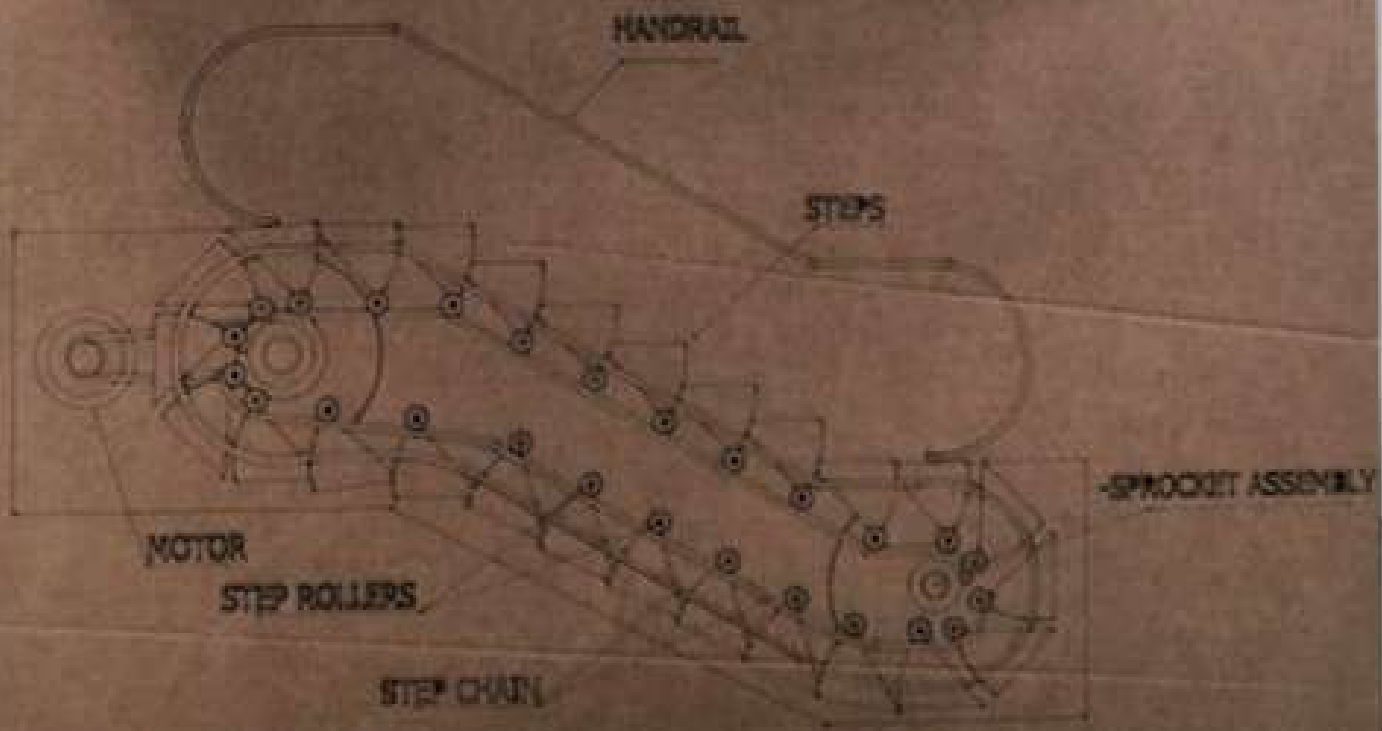 HANDRAIL
STEPS
-SPROCKET ASSEMBLY
MOTOR
STEP ROLLERS
STEP CHAIN